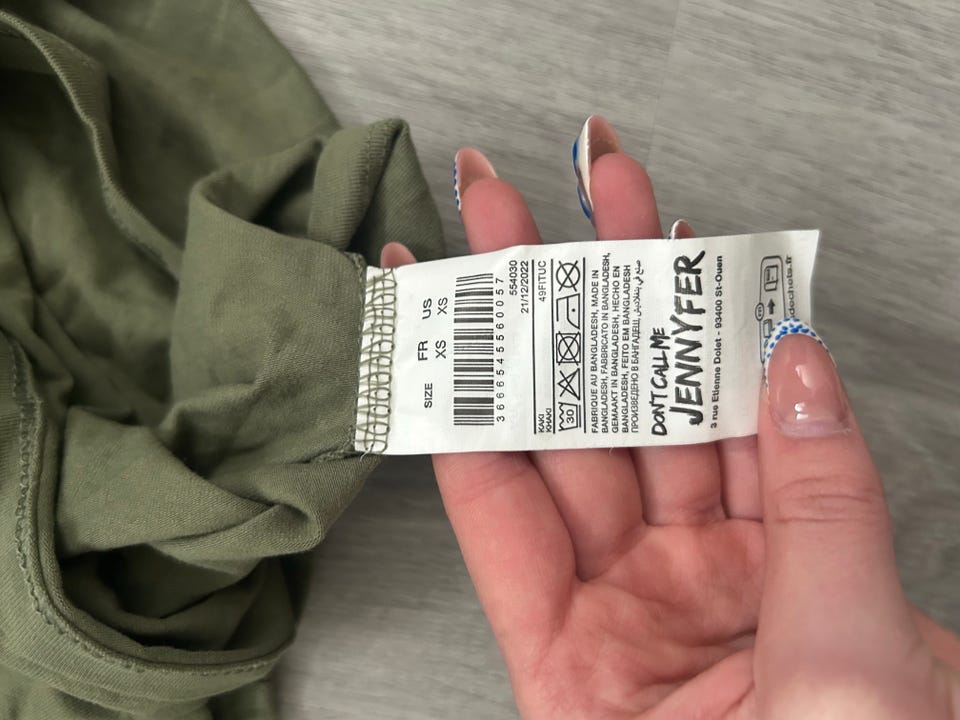 SIZE FR US
XS XS
3666545560057
554030
21/12/2022
49FITUC
KAKI
KHAKI
30
FABRIQUE AU BANGLADESH, MADE IN
BANGLADESH, FABBRICATO IN BANGLADESH,
GEMAAKT IN BANGLADESH, HECHO EN
BANGLADESH, FEITO EM BANGLADESH
ПРОИЗВЕДЕНО В БАНГЛАДЕШ, صنع في بنغلاديش
DON'T CALL ME
JENNYFER
3 rue Etienne Dolet - 93400 St-Ouen